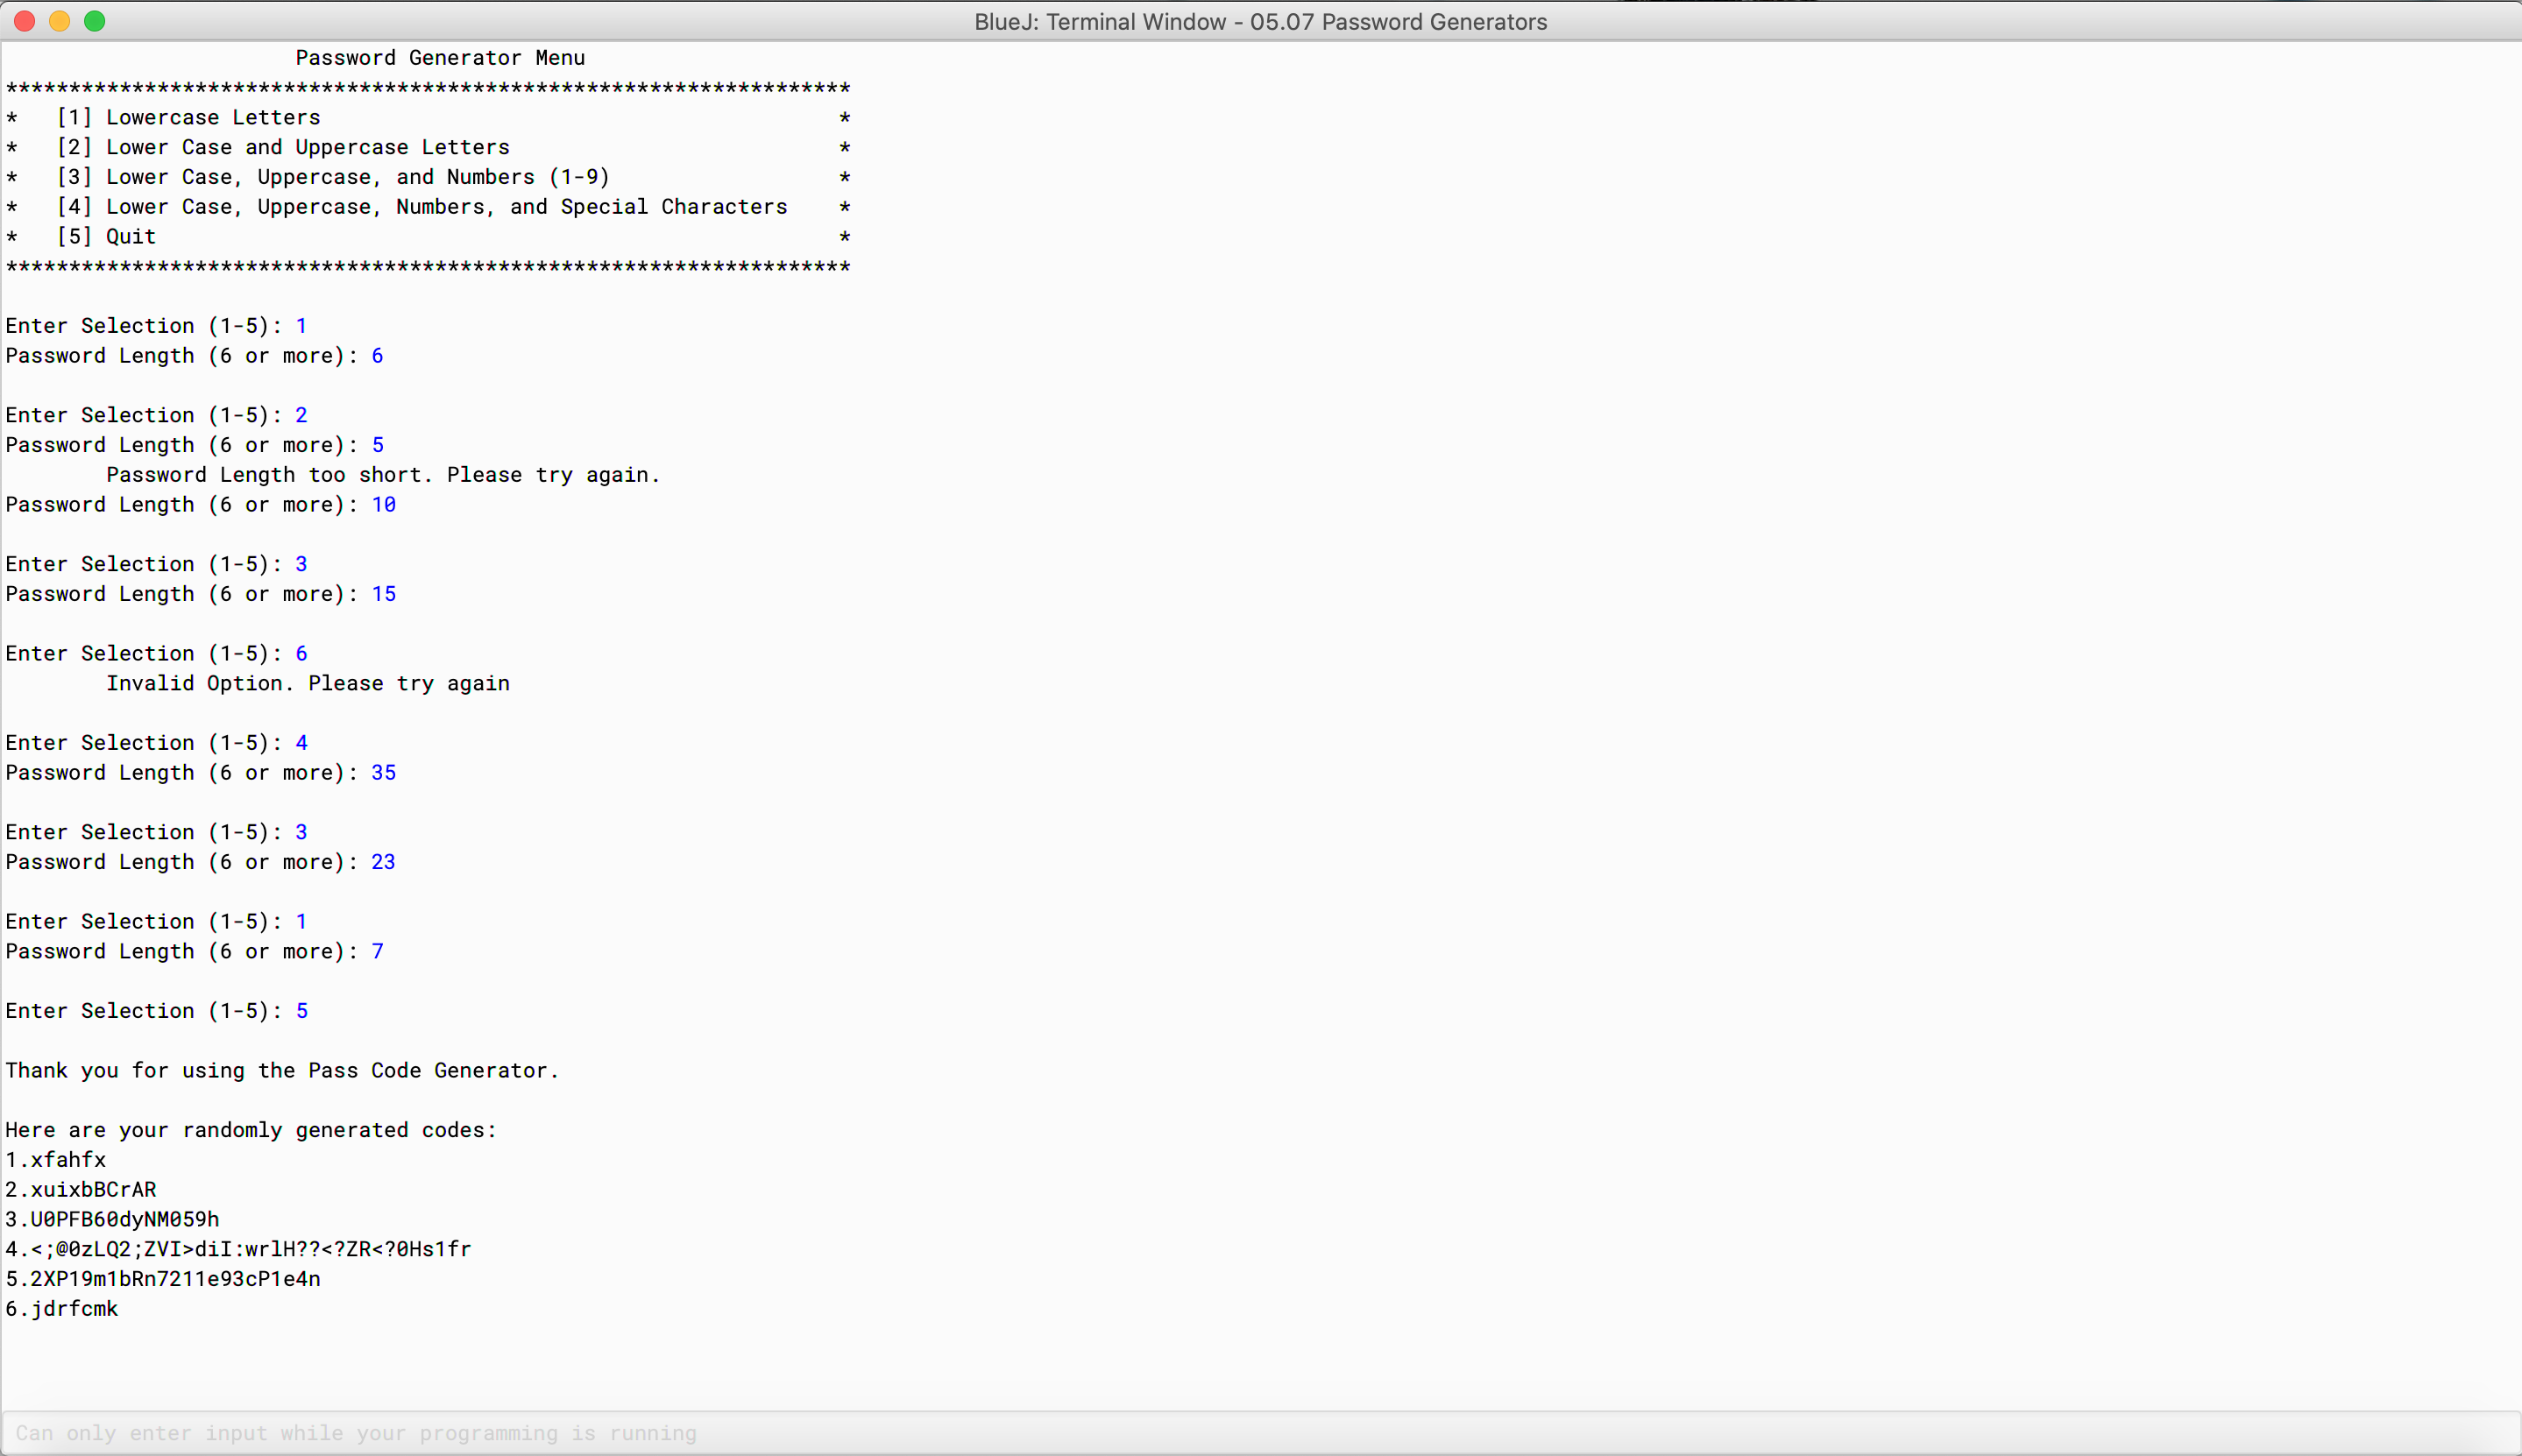 BlueJ: Terminal Window - 05.07 Password Generators
Password Generator Menu
*******************************************************************
*   [1] Lowercase Letters                                         *
*   [2] Lower Case and Uppercase Letters                          *
*   [3] Lower Case, Uppercase, and Numbers (1-9)                  *
*   [4] Lower Case, Uppercase, Numbers, and Special Characters    *
*   [5] Quit                                                      *
*******************************************************************
Enter Selection (1-5): 1
Password Length (6 or more): 6
Enter Selection (1-5): 2
Password Length (6 or more): 5
Password Length too short. Please try again.
Password Length (6 or more): 10
Enter Selection (1-5): 3
Password Length (6 or more): 15
Enter Selection (1-5): 6
Invalid Option. Please try again
Enter Selection (1-5): 4
Password Length (6 or more): 35
Enter Selection (1-5): 3
Password Length (6 or more): 23
Enter Selection (1-5): 1
Password Length (6 or more): 7
Enter Selection (1-5): 5
Thank you for using the Pass Code Generator.
Here are your randomly generated codes:
1.xfahfx
2.xuixbBCrAR
3.U0PFB60dyNM059h
4.<;@0zLQ2;ZVI>diI:wrlH??<?ZR<?0Hs1fr
5.2XP19m1bRn7211e93cP1e4n
6.jdrfcmk
Can only enter input while your programming is running